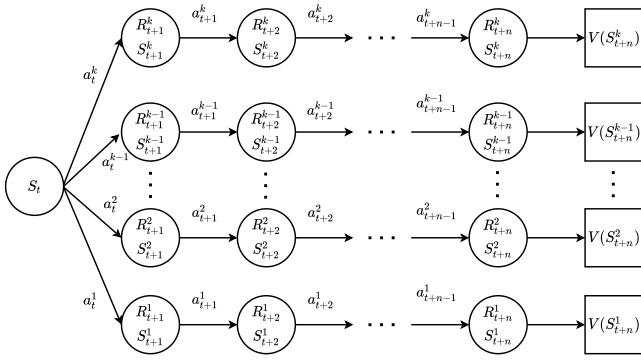 a_{t+1}^k a_{t+2}^k a_{t+n-1}^k
R_{t+1}^k R_{t+2}^k ··· R_{t+n}^k V(S_{t+n}^k)
S_{t+1}^k S_{t+2}^k S_{t+n}^k
a_t^k
a_{t+1}^{k-1} a_{t+2}^{k-1} a_{t+n-1}^{k-1}
R_{t+1}^{k-1} R_{t+2}^{k-1} ··· R_{t+n}^{k-1} V(S_{t+n}^{k-1})
S_{t+1}^{k-1} S_{t+2}^{k-1} S_{t+n}^{k-1}
a_t^{k-1}
S_t
a_t^2
a_{t+1}^2 a_{t+2}^2 a_{t+n-1}^2
R_{t+1}^2 R_{t+2}^2 ··· R_{t+n}^2 V(S_{t+n}^2)
S_{t+1}^2 S_{t+2}^2 S_{t+n}^2
a_t^1
a_{t+1}^1 a_{t+2}^1 a_{t+n-1}^1
R_{t+1}^1 R_{t+2}^1 ··· R_{t+n}^1 V(S_{t+n}^1)
S_{t+1}^1 S_{t+2}^1 S_{t+n}^1